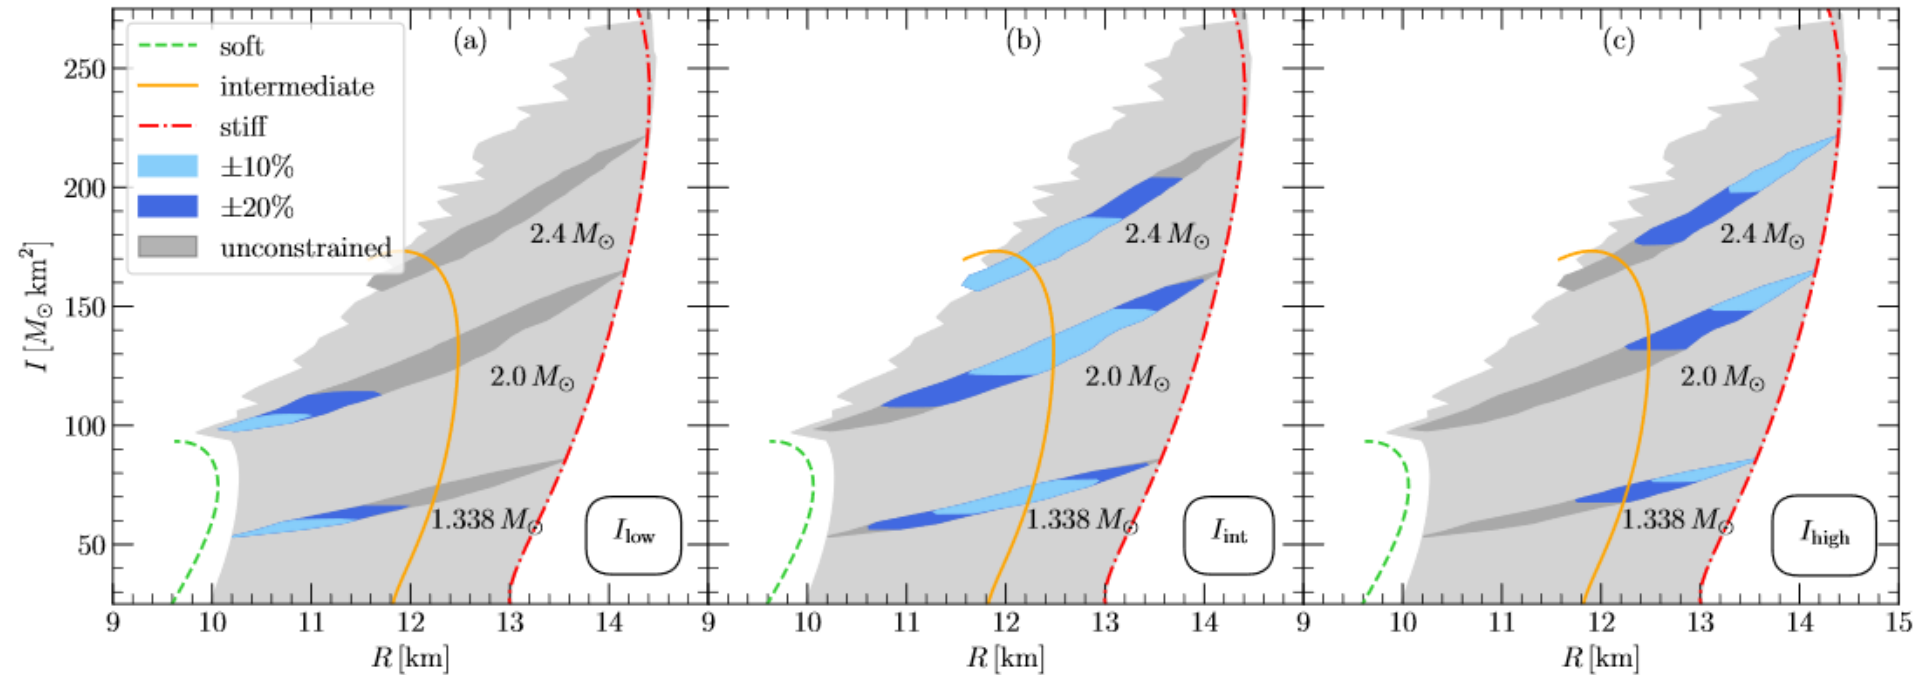 (a)
(b)
(c)
soft
intermediate
stiff
±10%
±20%
unconstrained
250
200
150
100
50
I [M⊙ km²]
2.4 M⊙
2.0 M⊙
1.338 M⊙
I_low
2.4 M⊙
2.0 M⊙
1.338 M⊙
I_int
2.4 M⊙
2.0 M⊙
1.338 M⊙
I_high
9 10 11 12 13 14 9 10 11 12 13 14 9 10 11 12 13 14 15
R [km] R [km] R [km]